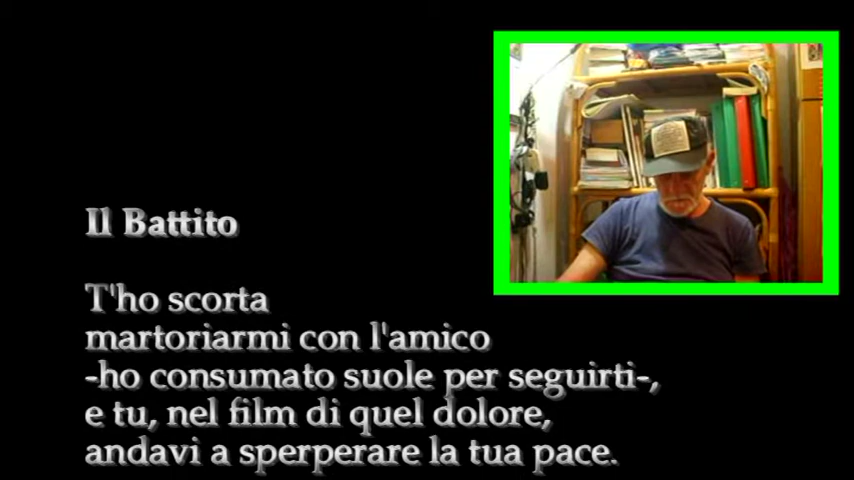 Il Battito
T'ho scorta
martoriarmi con l'amico
-ho consumato suole per seguirti-,
e tu, nel film di quel dolore,
andavi a sperperare la tua pace.